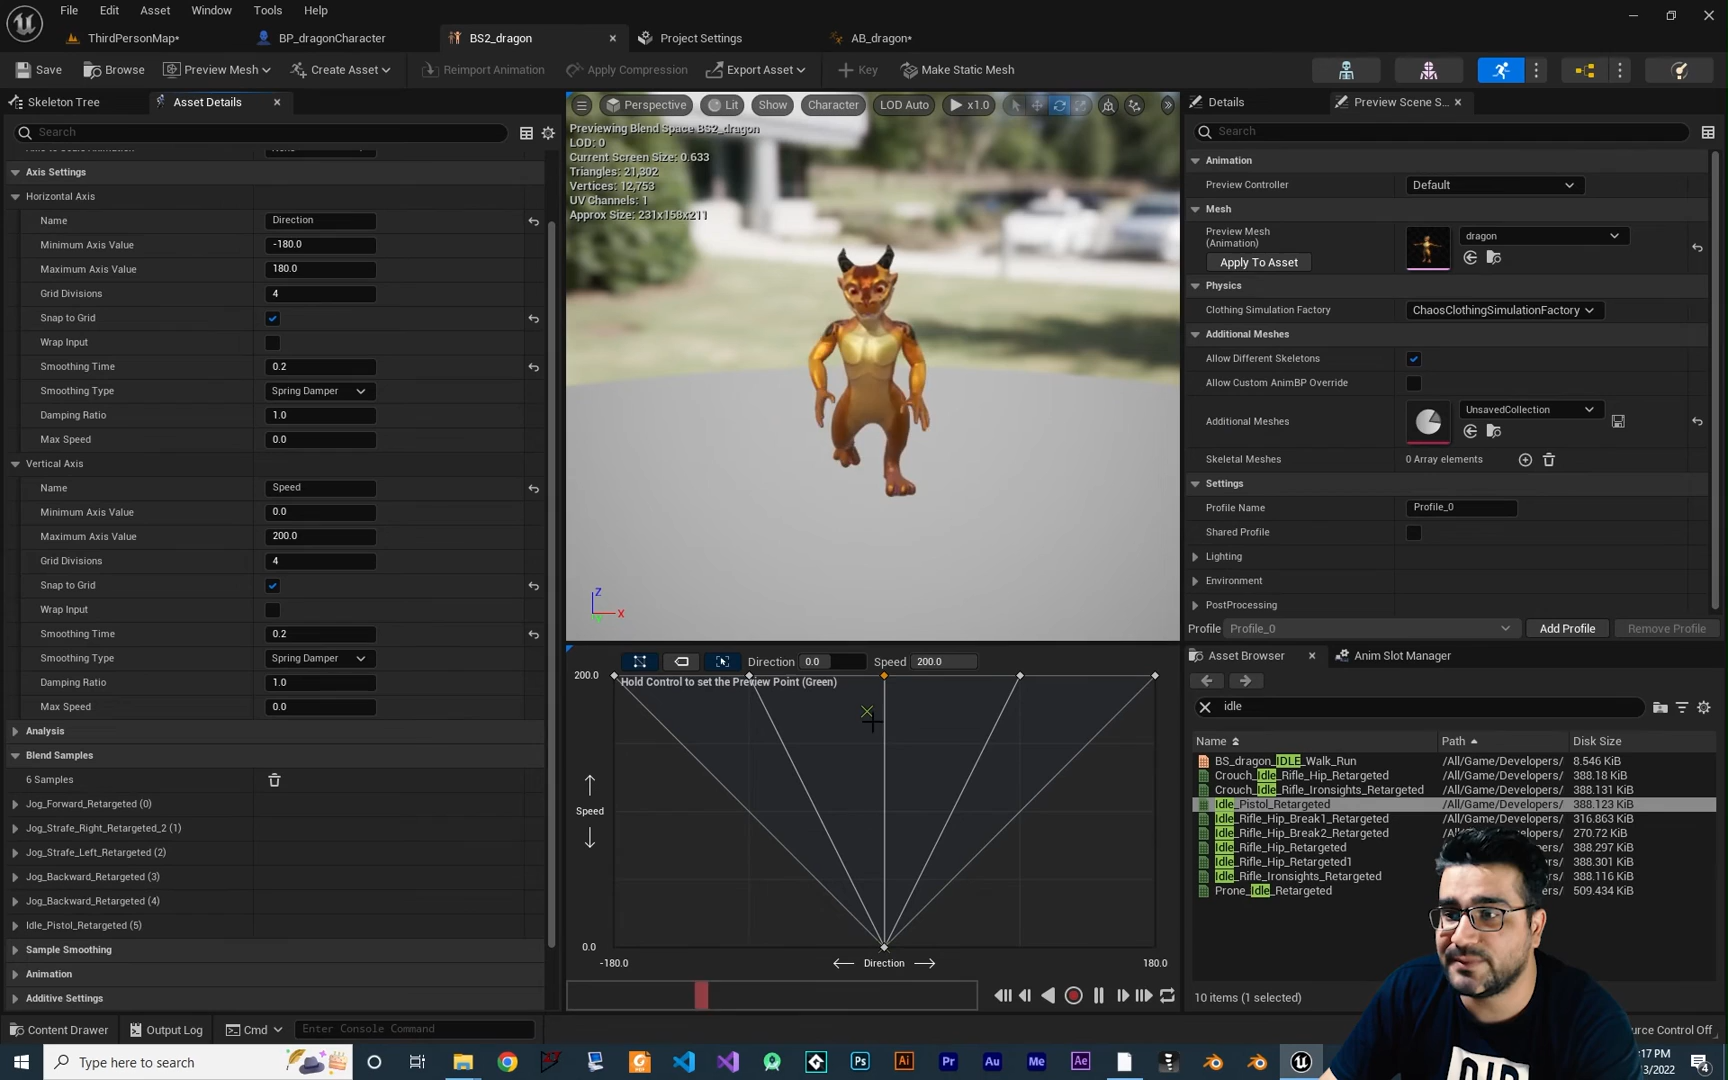 File Edit Asset Window Tools Help
ThirdPersonMap* BP_dragonCharacter BS2_dragon Project Settings AB_dragon*
Save Browse Preview Mesh Create Asset Reimport Animation Apply Compression Export Asset Key Make Static Mesh
Skeleton Tree Asset Details
Search
Axis Settings
Horizontal Axis
Name Direction
Minimum Axis Value -180.0
Maximum Axis Value 180.0
Grid Divisions 4
Snap to Grid
Wrap Input
Smoothing Time 0.2
Smoothing Type Spring Damper
Damping Ratio 1.0
Max Speed 0.0
Vertical Axis
Name Speed
Minimum Axis Value 0.0
Maximum Axis Value 200.0
Grid Divisions 4
Snap to Grid
Wrap Input
Smoothing Time 0.2
Smoothing Type Spring Damper
Damping Ratio 1.0
Max Speed 0.0
Analysis
Blend Samples
6 Samples
Jog_Forward_Retargeted (0)
Jog_Strafe_Right_Retargeted_2 (1)
Jog_Strafe_Left_Retargeted (2)
Jog_Backward_Retargeted (3)
Jog_Backward_Retargeted (4)
Idle_Pistol_Retargeted (5)
Sample Smoothing
Animation
Additive Settings
Perspective Lit Show Character LOD Auto x1.0
Previewing Blend Space BS2_dragon
LOD: 0
Current Screen Size: 0.633
Triangles: 21,302
Vertices: 12,753
UV Channels: 1
Approx Size: 231x158x211
Z
X
Direction 0.0 Speed 200.0
200.0
Hold Control to set the Preview Point (Green)
Speed
0.0
-180.0 Direction 180.0
Details Preview Scene S...
Search
Animation
Preview Controller Default
Mesh
Preview Mesh
(Animation)
dragon
Apply To Asset
Physics
Clothing Simulation Factory ChaosClothingSimulationFactory
Additional Meshes
Allow Different Skeletons
Allow Custom AnimBP Override
Additional Meshes UnsavedCollection
Skeletal Meshes 0 Array elements
Settings
Profile Name Profile_0
Shared Profile
Lighting
Environment
PostProcessing
Profile Profile_0 Add Profile Remove Profile
Asset Browser Anim Slot Manager
idle
Name Path Disk Size
BS_dragon_IDLE_Walk_Run /All/Game/Developers/ 8.546 KiB
Crouch_Idle_Rifle_Hip_Retargeted /All/Game/Developers/ 388.18 KiB
Crouch_Idle_Rifle_Ironsights_Retargeted /All/Game/Developers/ 388.131 KiB
Idle_Pistol_Retargeted /All/Game/Developers/ 388.123 KiB
Idle_Rifle_Hip_Break1_Retargeted /All/Game/Developers/ 316.863 KiB
Idle_Rifle_Hip_Break2_Retargeted /All/Game/Developers/ 270.72 KiB
Idle_Rifle_Hip_Retargeted 388.297 KiB
Idle_Rifle_Hip_Retargeted1 388.301 KiB
Idle_Rifle_Ironsights_Retargeted 388.116 KiB
Prone_Idle_Retargeted 509.434 KiB
10 items (1 selected)
Content Drawer Output Log Cmd Enter Console Command
Control Off
Type here to search
Ps Ai Pr Au Me Ae
:17 PM
3/2022
4